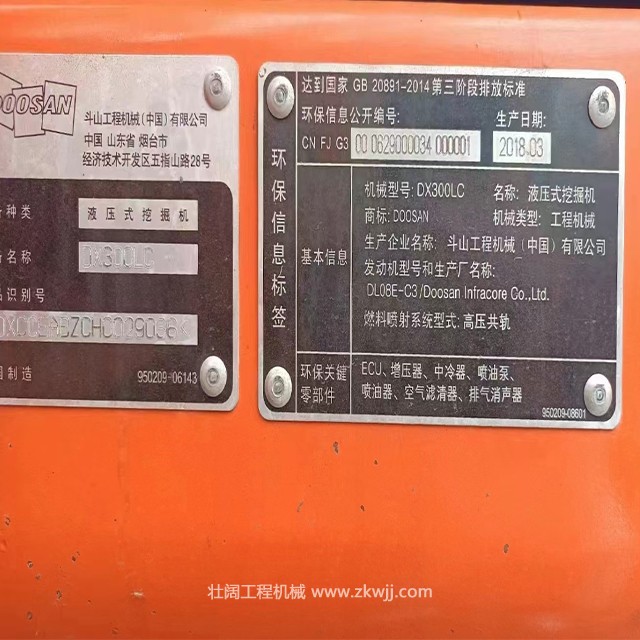 DOOSAN
斗山工程机械(中国)有限公司
中国 山东省 烟台市
经济技术开发区五指山路28号
种类 液压式挖掘机
名称 DX300LC
识别号
制造 950209-06143
达到国家 GB 20891-2014 第三阶段排放标准
环保信息公开编号: 生产日期:
CN FJ G3 00 0629000034 000001 2018.03
环保信息标签
基本信息
机械型号: DX300LC 名称: 液压式挖掘机
商标: DOOSAN 机械类型: 工程机械
生产企业名称: 斗山工程机械(中国)有限公司
发动机型号和生产厂名称:
DL08E-C3/Doosan Infracore Co.,Ltd.
燃料喷射系统型式: 高压共轨
环保关键零部件
ECU、增压器、中冷器、喷油泵、
喷油器、空气滤清器、排气消声器
950209-08601
壮阔工程机械 www.zkwjj.com